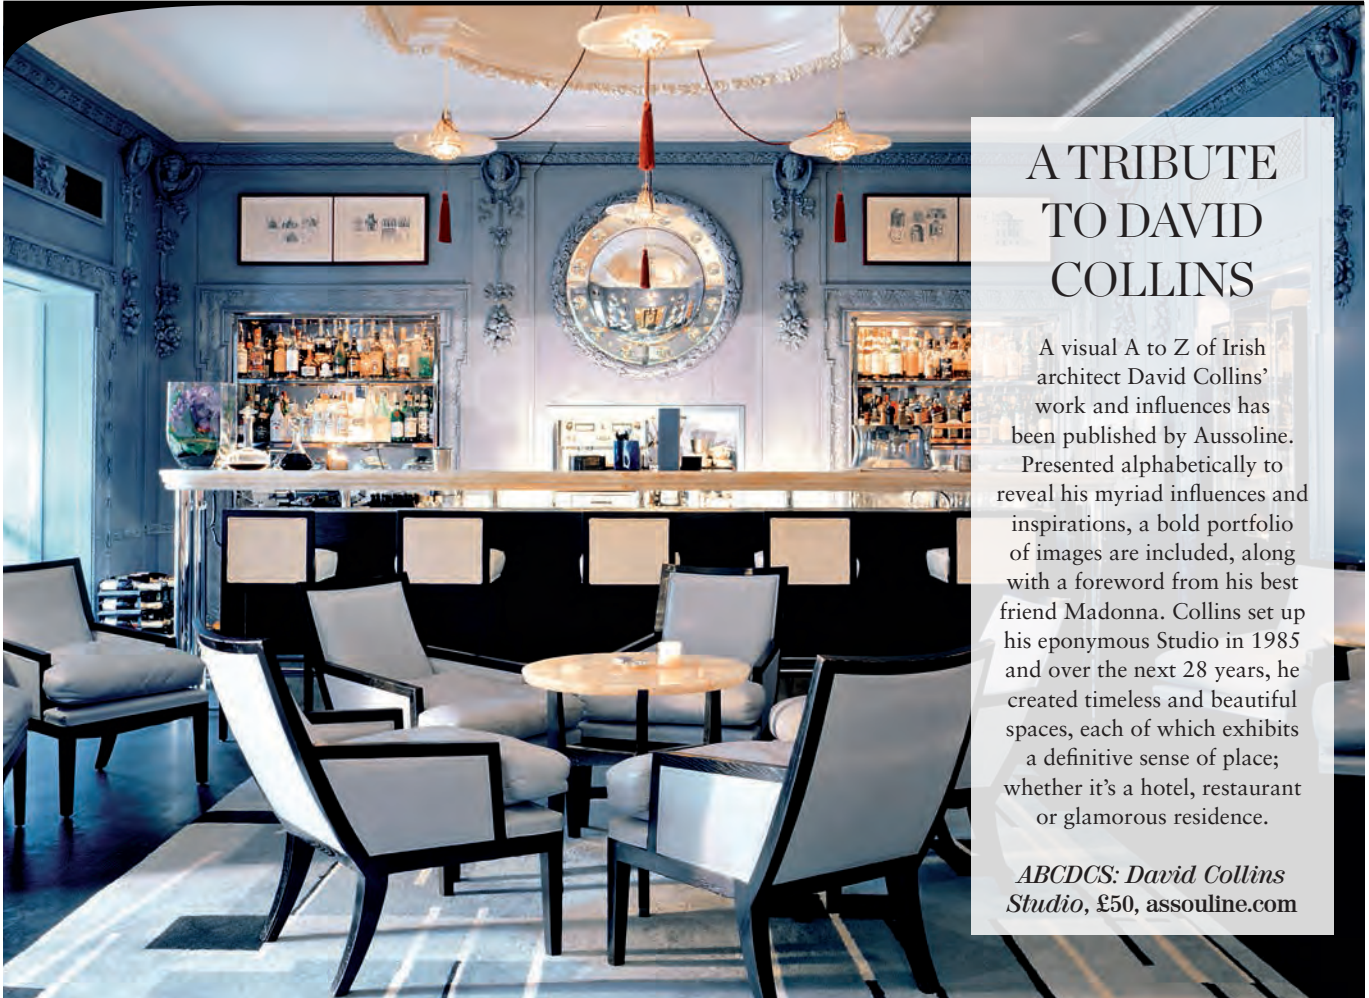 A TRIBUTE
TO DAVID
COLLINS
A visual A to Z of Irish
architect David Collins’
work and influences has
been published by Aussoline.
Presented alphabetically to
reveal his myriad influences and
inspirations, a bold portfolio
of images are included, along
with a foreword from his best
friend Madonna. Collins set up
his eponymous Studio in 1985
and over the next 28 years, he
created timeless and beautiful
spaces, each of which exhibits
a definitive sense of place;
whether it’s a hotel, restaurant
or glamorous residence.
ABCDCS: David Collins
Studio, £50, assouline.com